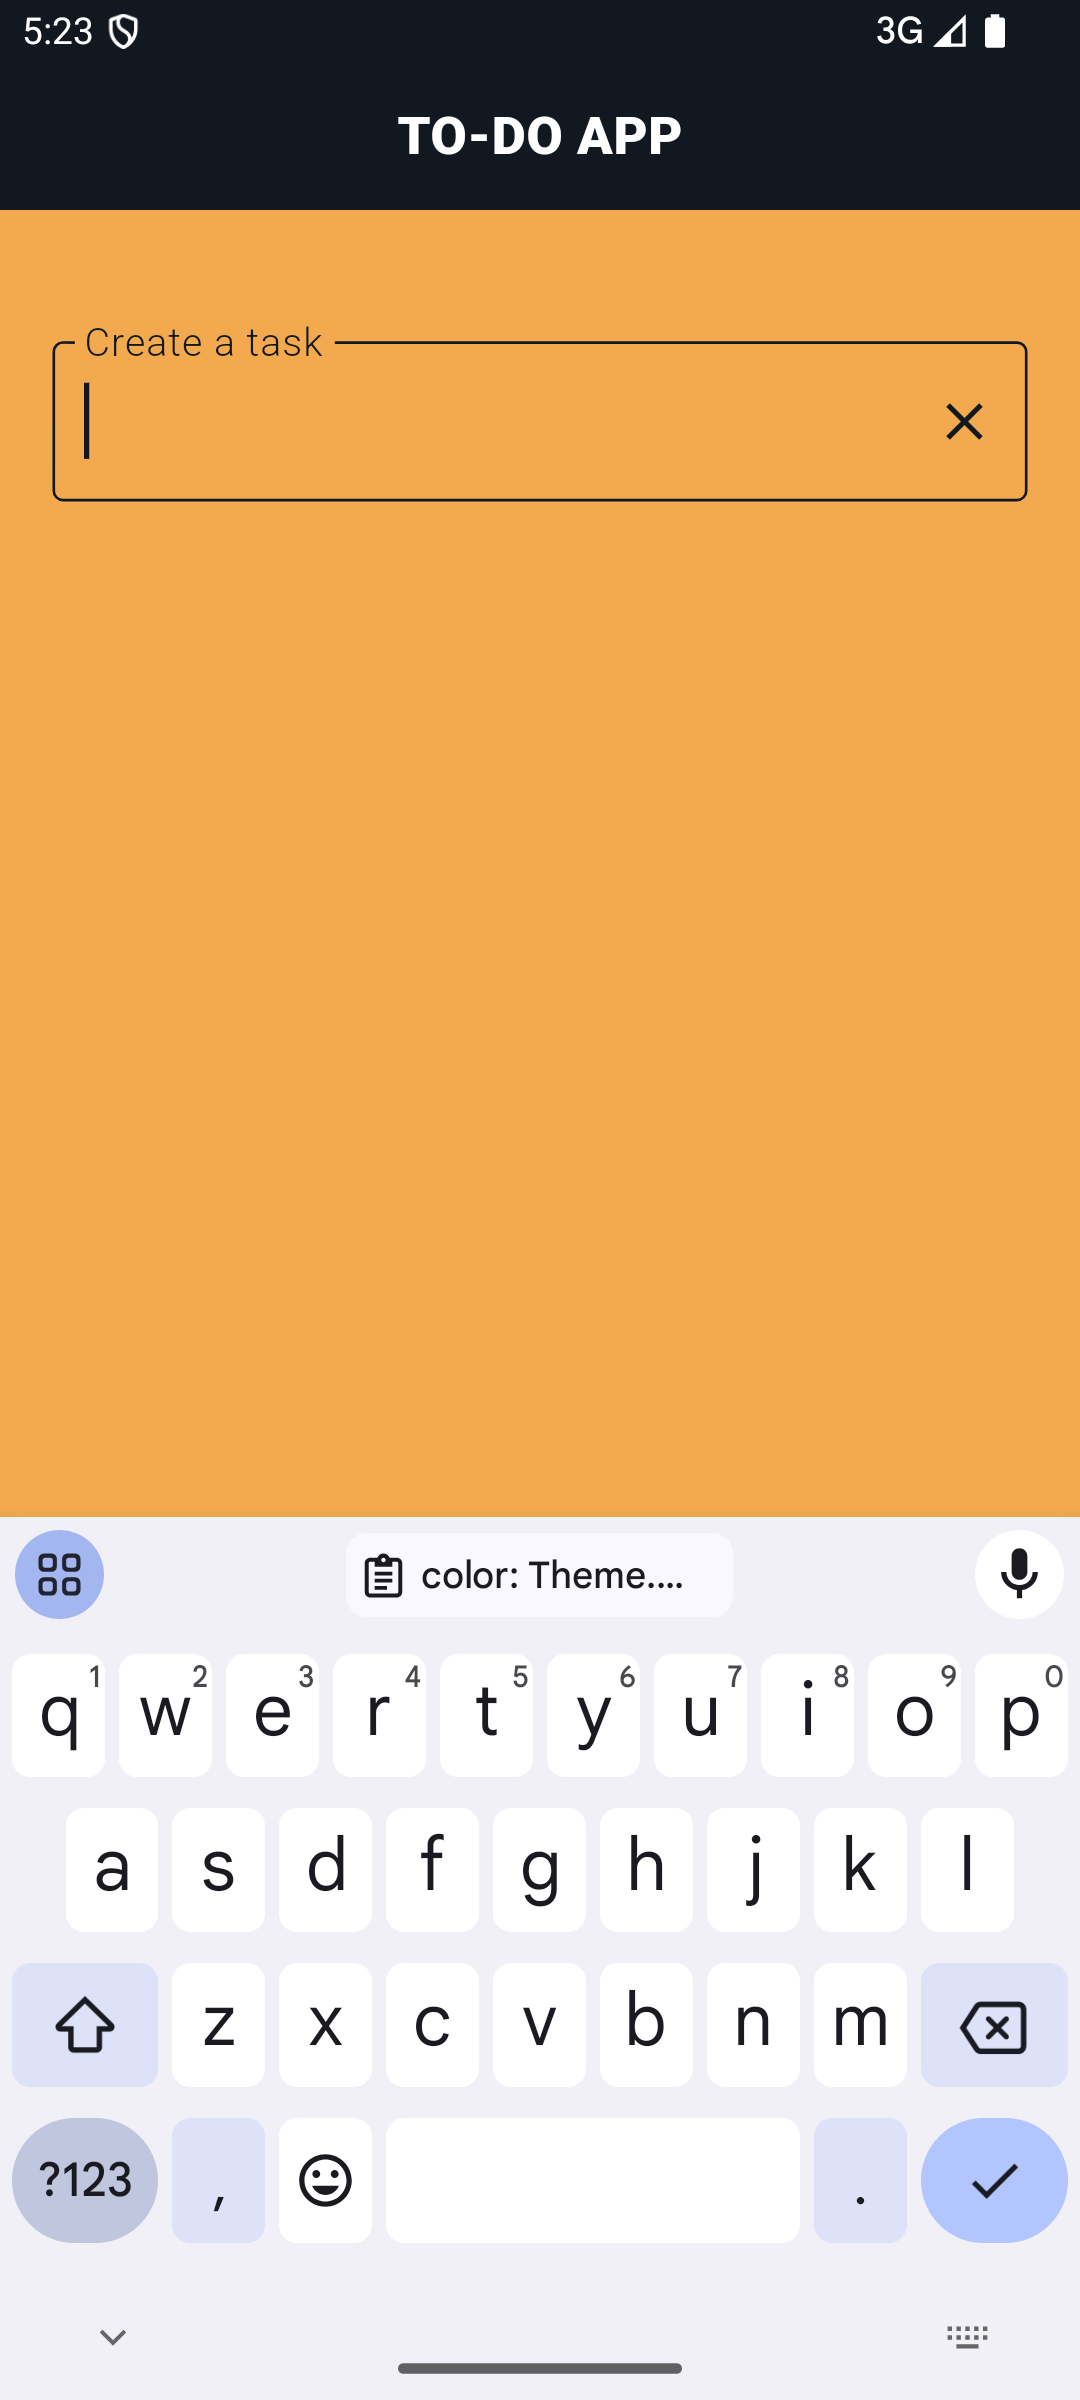 5:23 3G
TO-DO APP
Create a task
color: Theme....
q 1 w 2 e 3 r 4 t 5 y 6 u 7 i 8 o 9 p 0
a s d f g h j k l
z x c v b n m
?123 , .